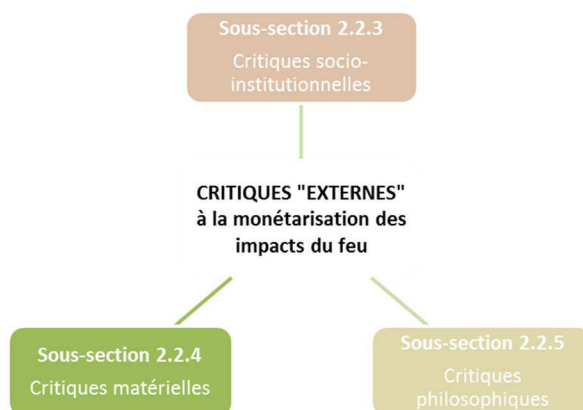 Sous-section 2.2.3
Critiques socio-
institutionnelles
CRITIQUES "EXTERNES"
à la monétarisation des
impacts du feu
Sous-section 2.2.4
Critiques matérielles
Sous-section 2.2.5
Critiques
philosophiques